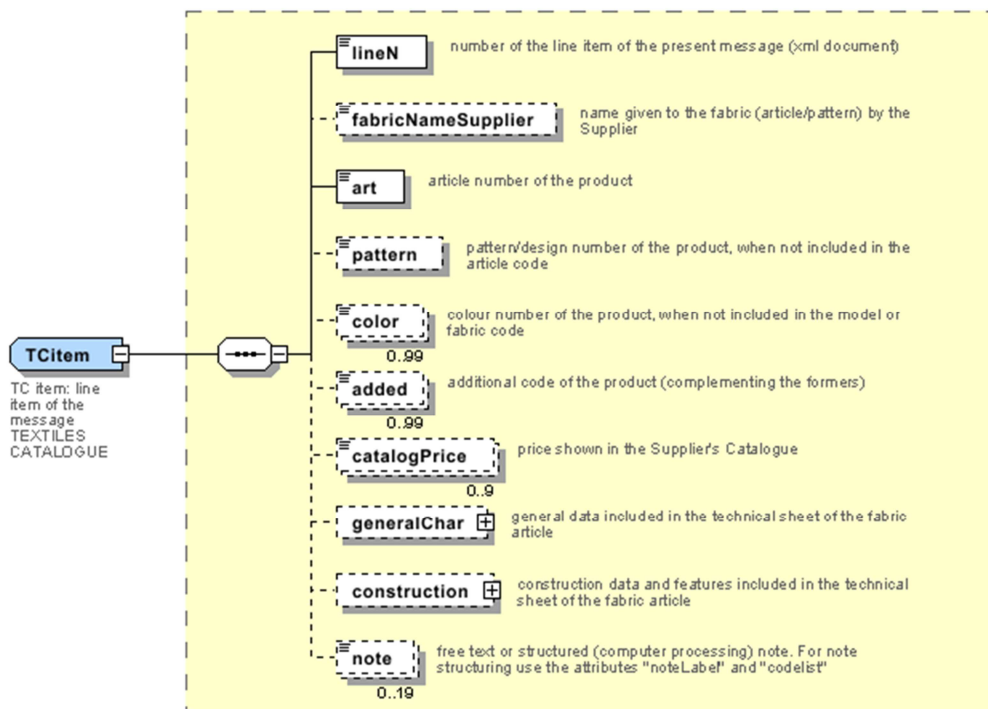 lineN
number of the line item of the present message (xml document)
fabricNameSupplier
name given to the fabric (article/pattern) by the
Supplier
art
article number of the product
pattern
pattern/design number of the product, when not included in the
article code
color
colour number of the product, when not included in the model or
fabric code
0..99
TCitem
TC item: line
item of the
message
TEXTILES
CATALOGUE
added
additional code of the product (complementing the formers)
0..99
catalogPrice
price shown in the Supplier's Catalogue
0..9
generalChar
general data included in the technical sheet of the fabric
article
construction
construction data and features included in the technical
sheet of the fabric article
note
free text or structured (computer processing) note. For note
structuring use the attributes "noteLabel" and "codelist"
0..19